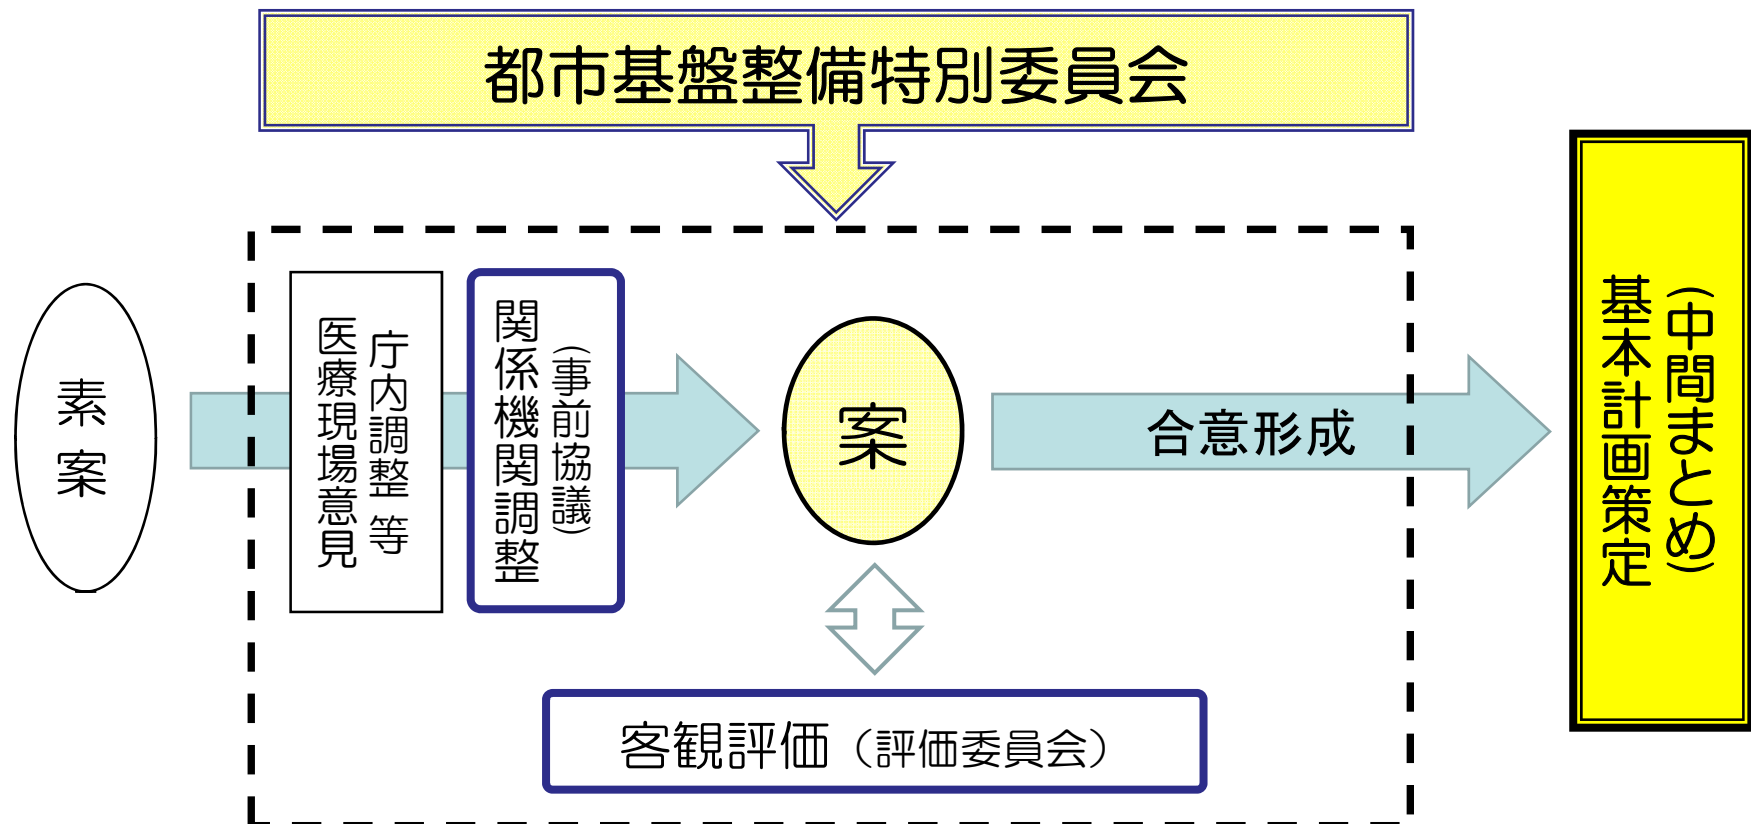 都市基盤整備特別委員会
素案
庁内調整 等
医療現場意見
(事前協議)
関係機関調整
案
合意形成
(中間まとめ)
基本計画策定
客観評価（評価委員会）